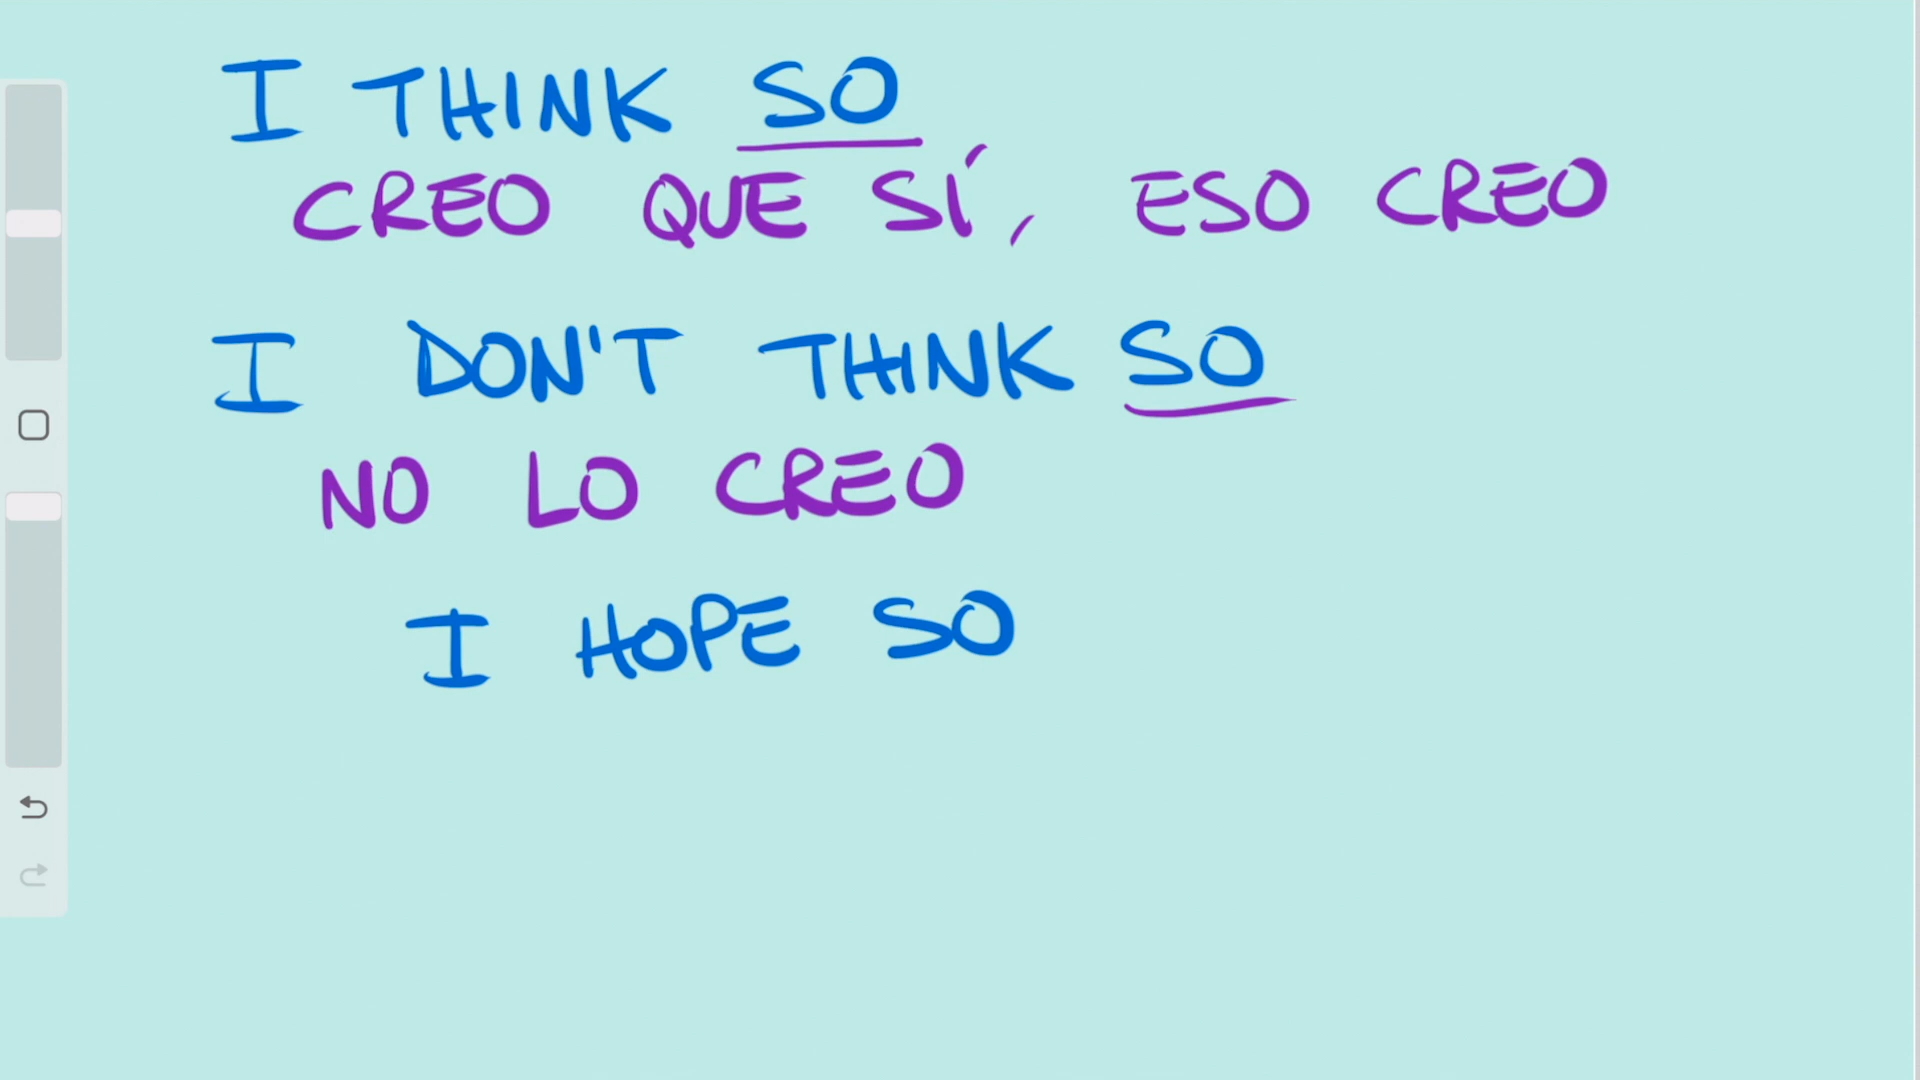 I THINK SO
CREO QUE SÍ, ESO CREO
I DON'T THINK SO
NO LO CREO
I HOPE SO